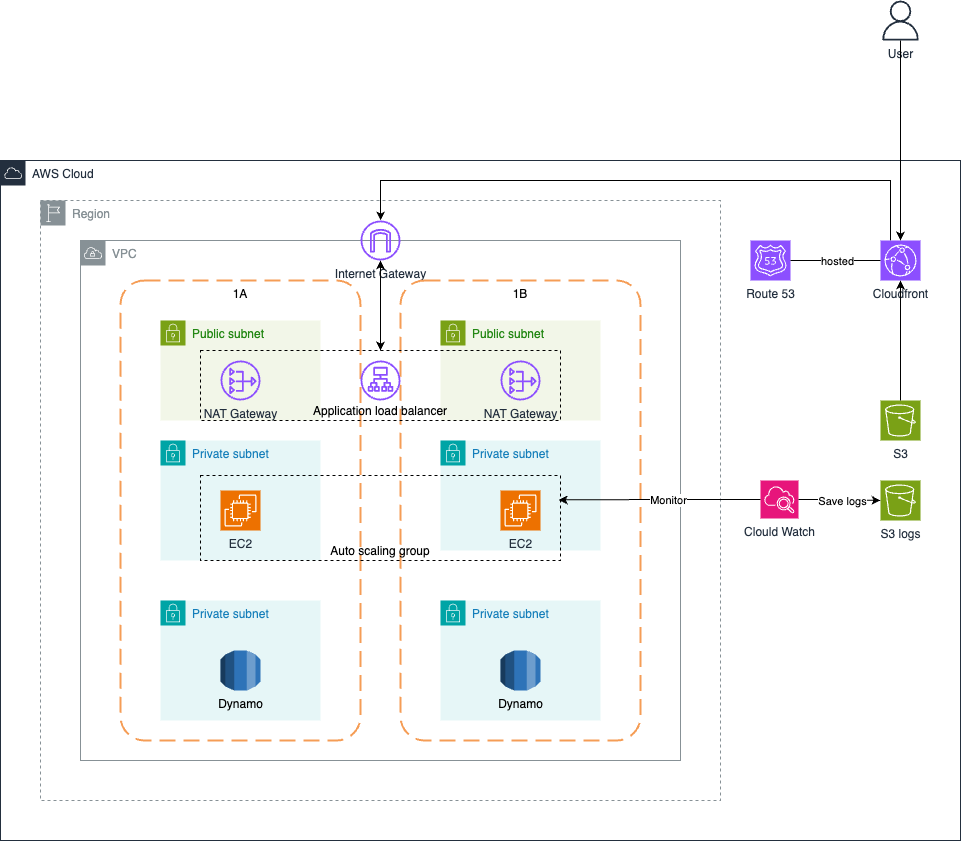 User
AWS Cloud
Region
VPC
Internet Gateway
53
hosted
Route 53
Cloudfront
1A
1B
Public subnet
Public subnet
NAT Gateway
Application load balancer
NAT Gateway
Private subnet
Private subnet
S3
EC2
EC2
Auto scaling group
Monitor
Save logs
Clould Watch
S3 logs
Private subnet
Private subnet
Dynamo
Dynamo